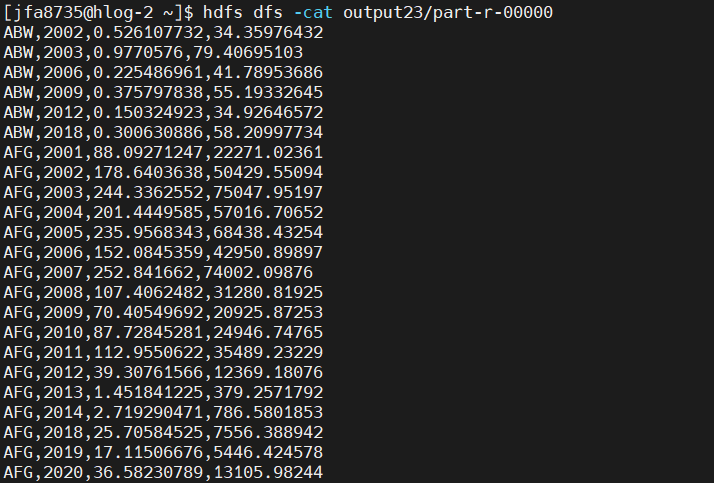 [jfa8735@hlog-2 ~]$ hdfs dfs -cat output23/part-r-00000
ABW,2002,0.526107732,34.35976432
ABW,2003,0.9770576,79.40695103
ABW,2006,0.225486961,41.78953686
ABW,2009,0.375797838,55.19332645
ABW,2012,0.150324923,34.92646572
ABW,2018,0.300630886,58.20997734
AFG,2001,88.09271247,22271.02361
AFG,2002,178.6403638,50429.55094
AFG,2003,244.3362552,75047.95197
AFG,2004,201.4449585,57016.70652
AFG,2005,235.9568343,68438.43254
AFG,2006,152.0845359,42950.89897
AFG,2007,252.841662,74002.09876
AFG,2008,107.4062482,31280.81925
AFG,2009,70.40549692,20925.87253
AFG,2010,87.72845281,24946.74765
AFG,2011,112.9550622,35489.23229
AFG,2012,39.30761566,12369.18076
AFG,2013,1.451841225,379.2571792
AFG,2014,2.719290471,786.5801853
AFG,2018,25.70584525,7556.388942
AFG,2019,17.11506676,5446.424578
AFG,2020,36.58230789,13105.98244